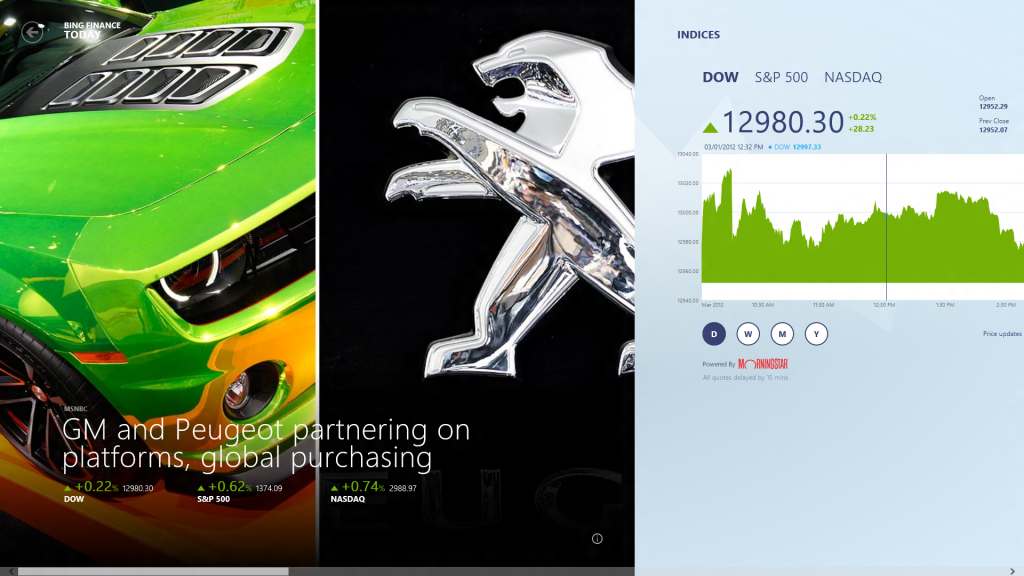 BING FINANCE
TODAY
MSNBC
GM and Peugeot partnering on
platforms, global purchasing
+0.22% 12980.30
DOW
+0.62% 1374.09
S&P 500
+0.74% 2988.97
NASDAQ
INDICES
DOW S&P 500 NASDAQ
12980.30
+0.22%
+28.23
Open
12952.29
Prev Close
12952.07
03/01/2012 12:32 PM DOW 12997.33
13040.00
13020.00
13000.00
12980.00
12960.00
12940.00
Mar 2012 10:30 AM 11:30 AM 12:30 PM 1:30 PM 2:30 PM
D W M Y
Price updates
Powered By MORNINGSTAR
All quotes delayed by 15 mins